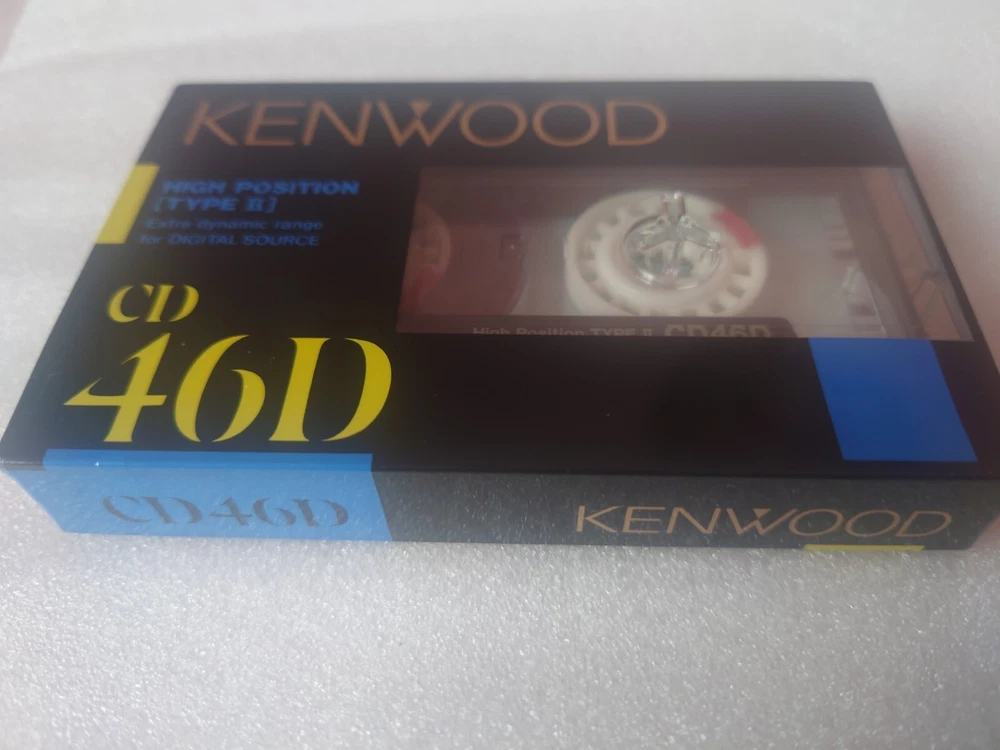 KENWOOD
HIGH POSITION
[TYPE II]
Extra dynamic range
for DIGITAL SOURCE
CD
46D
High Position TYPE II CD46D
CD46D
KENWOOD